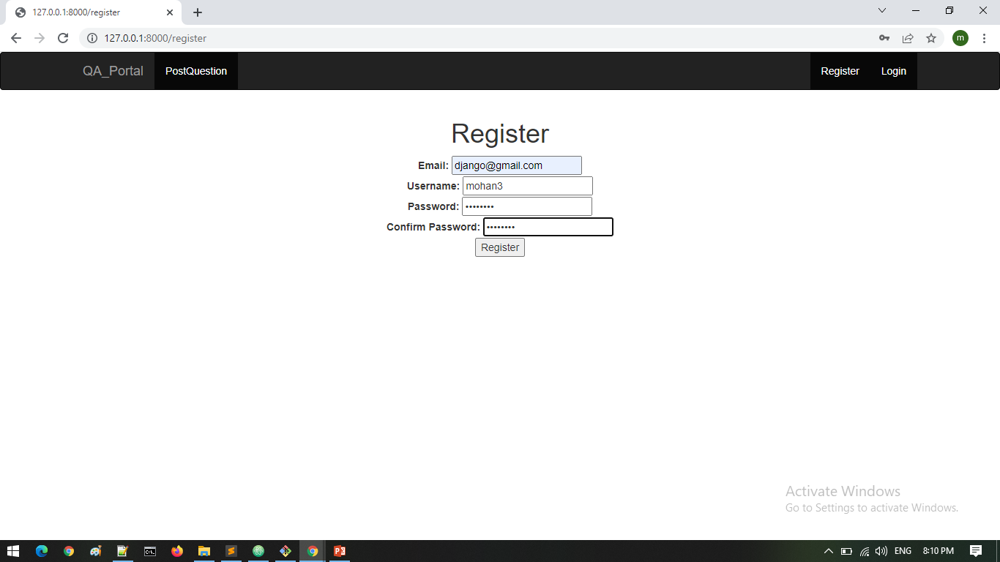 127.0.0.1:8000/register
127.0.0.1:8000/register
m
QA_Portal PostQuestion Register Login
Register
Email: django@gmail.com
Username: mohan3
Password: ••••••••
Confirm Password: ••••••••
Register
Activate Windows
Go to Settings to activate Windows.
ENG 8:10 PM